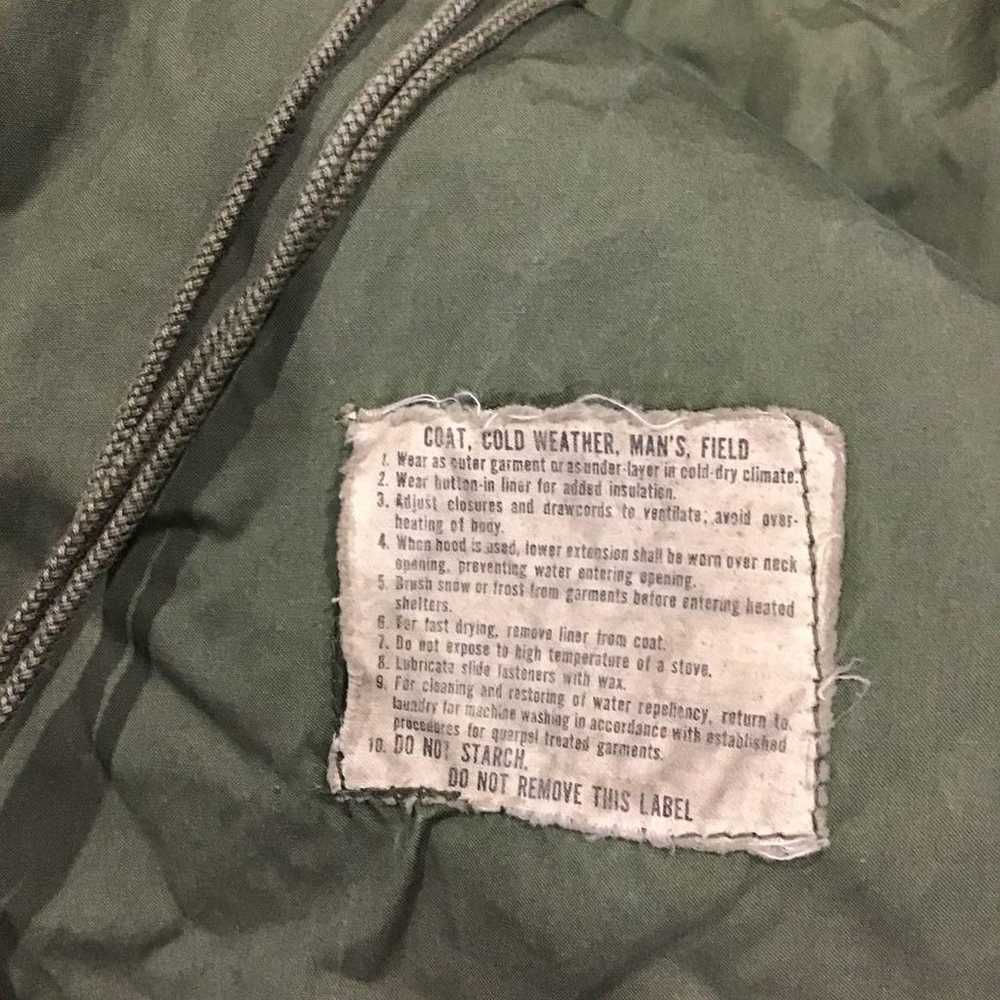 COAT, COLD WEATHER, MAN'S, FIELD
1. Wear as outer garment or as under-layer in cold-dry climate.
2. Wear button-in liner for added insulation.
3. Adjust closures and drawcords to ventilate; avoid over-
heating of body.
4. When hood is used, lower extension shall be worn over neck
opening, preventing water entering opening.
5. Brush snow or frost from garments before entering heated
shelters.
6. For fast drying, remove liner from coat.
7. Do not expose to high temperature of a stove.
8. Lubricate slide fasteners with wax.
9. For cleaning and restoring of water repellency, return to
laundry for machine washing in accordance with established
procedures for quarpel treated garments.
10. DO NOT STARCH.
DO NOT REMOVE THIS LABEL